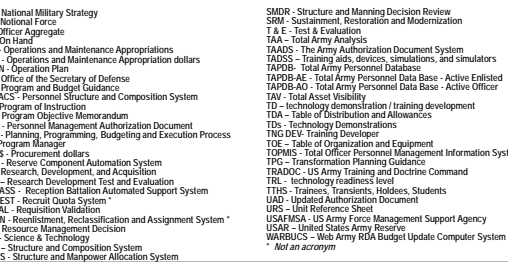 National Military Strategy
Notional Force
Officer Aggregate
On Hand
- Operations and Maintenance Appropriations
- Operations and Maintenance Appropriation dollars
N - Operation Plan
Office of the Secretary of Defense
Program and Budget Guidance
ACS - Personnel Structure and Composition System
Program of Instruction
Program Objective Memorandum
- Personnel Management Authorization Document
- Planning, Programming, Budgeting and Execution Process
Program Manager
$ - Procurement dollars
- Reserve Component Automation System
Research, Development, and Acquisition
– Research Development Test and Evaluation
ASS - Reception Battalion Automated Support System
EST - Recruit Quota System *
AL - Requisition Validation
N - Reenlistment, Reclassification and Assignment System *
Resource Management Decision
- Science & Technology
– Structure and Composition System
S - Structure and Manpower Allocation System
SMDR - Structure and Manning Decision Review
SRM - Sustainment, Restoration and Modernization
T & E - Test & Evaluation
TAA – Total Army Analysis
TAADS - The Army Authorization Document System
TADSS – Training aids, devices, simulations, and simulators
TAPDB- Total Army Personnel Database
TAPDB-AE - Total Army Personnel Data Base - Active Enlisted
TAPDB-AO - Total Army Personnel Data Base - Active Officer
TAV - Total Asset Visibility
TD – technology demonstration / training development
TDA – Table of Distribution and Allowances
TDs - Technology Demonstrations
TNG DEV- Training Developer
TOE – Table of Organization and Equipment
TOPMIS - Total Officer Personnel Management Information Syst
TPG – Transformation Planning Guidance
TRADOC - US Army Training and Doctrine Command
TRL - technology readiness level
TTHS - Trainees, Transients, Holdees, Students
UAD - Updated Authorization Document
URS - Unit Reference Sheet
USAFMSA - US Army Force Management Support Agency
USAR – United States Army Reserve
WARBUCS – Web Army RDA Budget Update Computer System
* Not an acronym